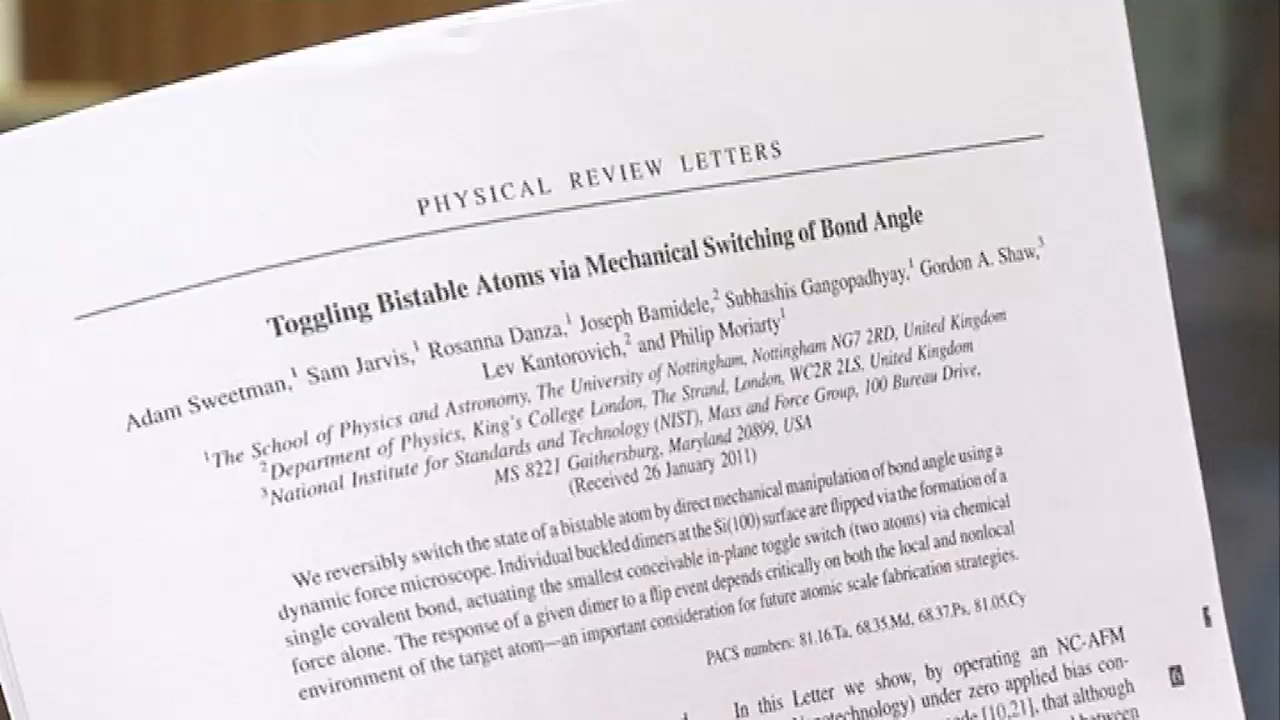 PHYSICAL REVIEW LETTERS
Toggling Bistable Atoms via Mechanical Switching of Bond Angle
Adam Sweetman,1 Sam Jarvis,1 Rosanna Danza,1 Joseph Bamidele,2 Subhashis Gangopadhyay,1 Gordon A. Shaw,3
Lev Kantorovich,2 and Philip Moriarty1
1The School of Physics and Astronomy, The University of Nottingham, Nottingham NG7 2RD, United Kingdom
2Department of Physics, King's College London, The Strand, London, WC2R 2LS, United Kingdom
3National Institute for Standards and Technology (NIST), Mass and Force Group, 100 Bureau Drive,
MS 8221 Gaithersburg, Maryland 20899, USA
(Received 26 January 2011)
We reversibly switch the state of a bistable atom by direct mechanical manipulation of bond angle using a
dynamic force microscope. Individual buckled dimers at the Si(100) surface are flipped via the formation of a
single covalent bond, actuating the smallest conceivable in-plane toggle switch (two atoms) via chemical
force alone. The response of a given dimer to a flip event depends critically on both the local and nonlocal
environment of the target atom—an important consideration for future atomic scale fabrication strategies.
PACS numbers: 81.16.Ta, 68.35.Md, 68.37.Ps, 81.05.Cy
In this Letter we show, by operating an NC-AFM
under zero applied bias con-
[10,21], that although
between